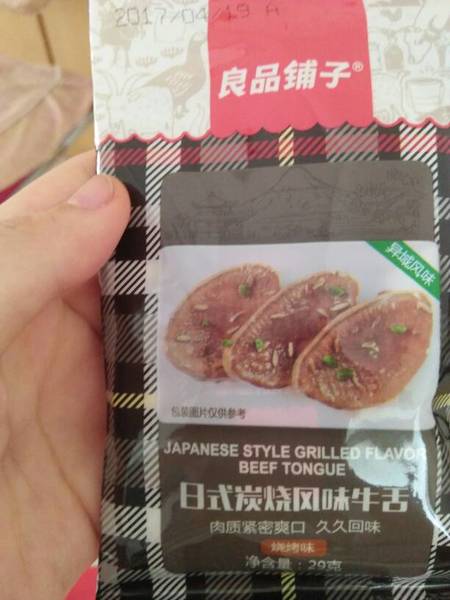 2017/04/19 A
良品铺子®
异域风味
包装图片仅供参考
JAPANESE STYLE GRILLED FLAVOR
BEEF TONGUE
日式炭烧风味牛舌
肉质紧密爽口 久久回味
烧烤味
净含量：29克